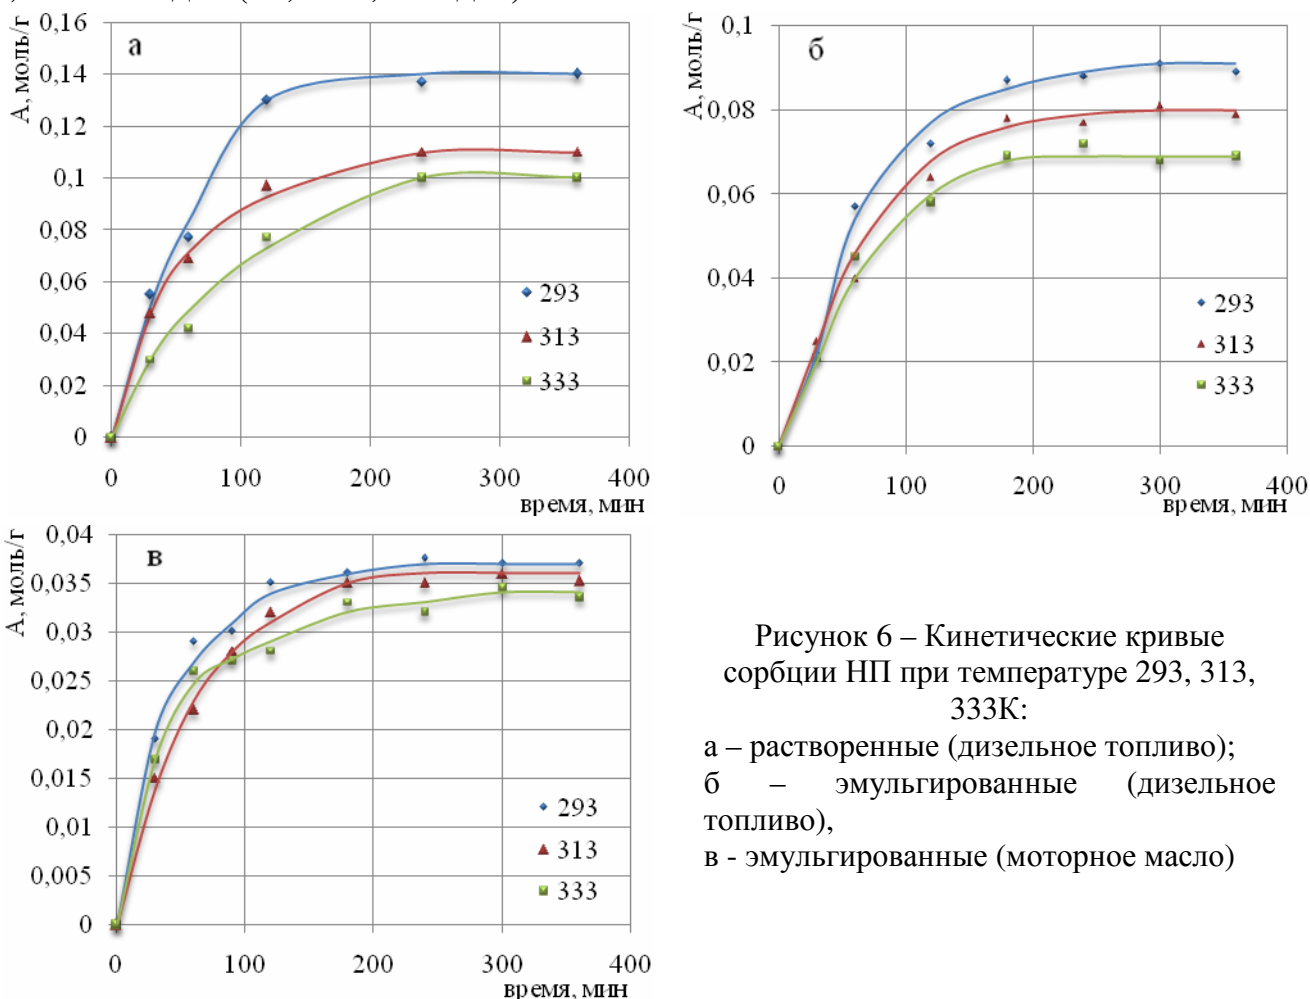 А, моль/г
0,16
0,14
0,12
0,1
0,08
0,06
0,04
0,02
0
а
293
313
333
0 100 200 300 400
время, мин
А, моль/г
0,1
0,08
0,06
0,04
0,02
0
б
293
313
333
0 100 200 300 400
время, мин
А, моль/г
0,04
0,035
0,03
0,025
0,02
0,015
0,01
0,005
0
в
293
313
333
0 100 200 300 400
время, мин
Рисунок 6 – Кинетические кривые
сорбции НП при температуре 293, 313,
333К:
а – растворенные (дизельное топливо);
б – эмульгированные (дизельное
топливо),
в - эмульгированные (моторное масло)